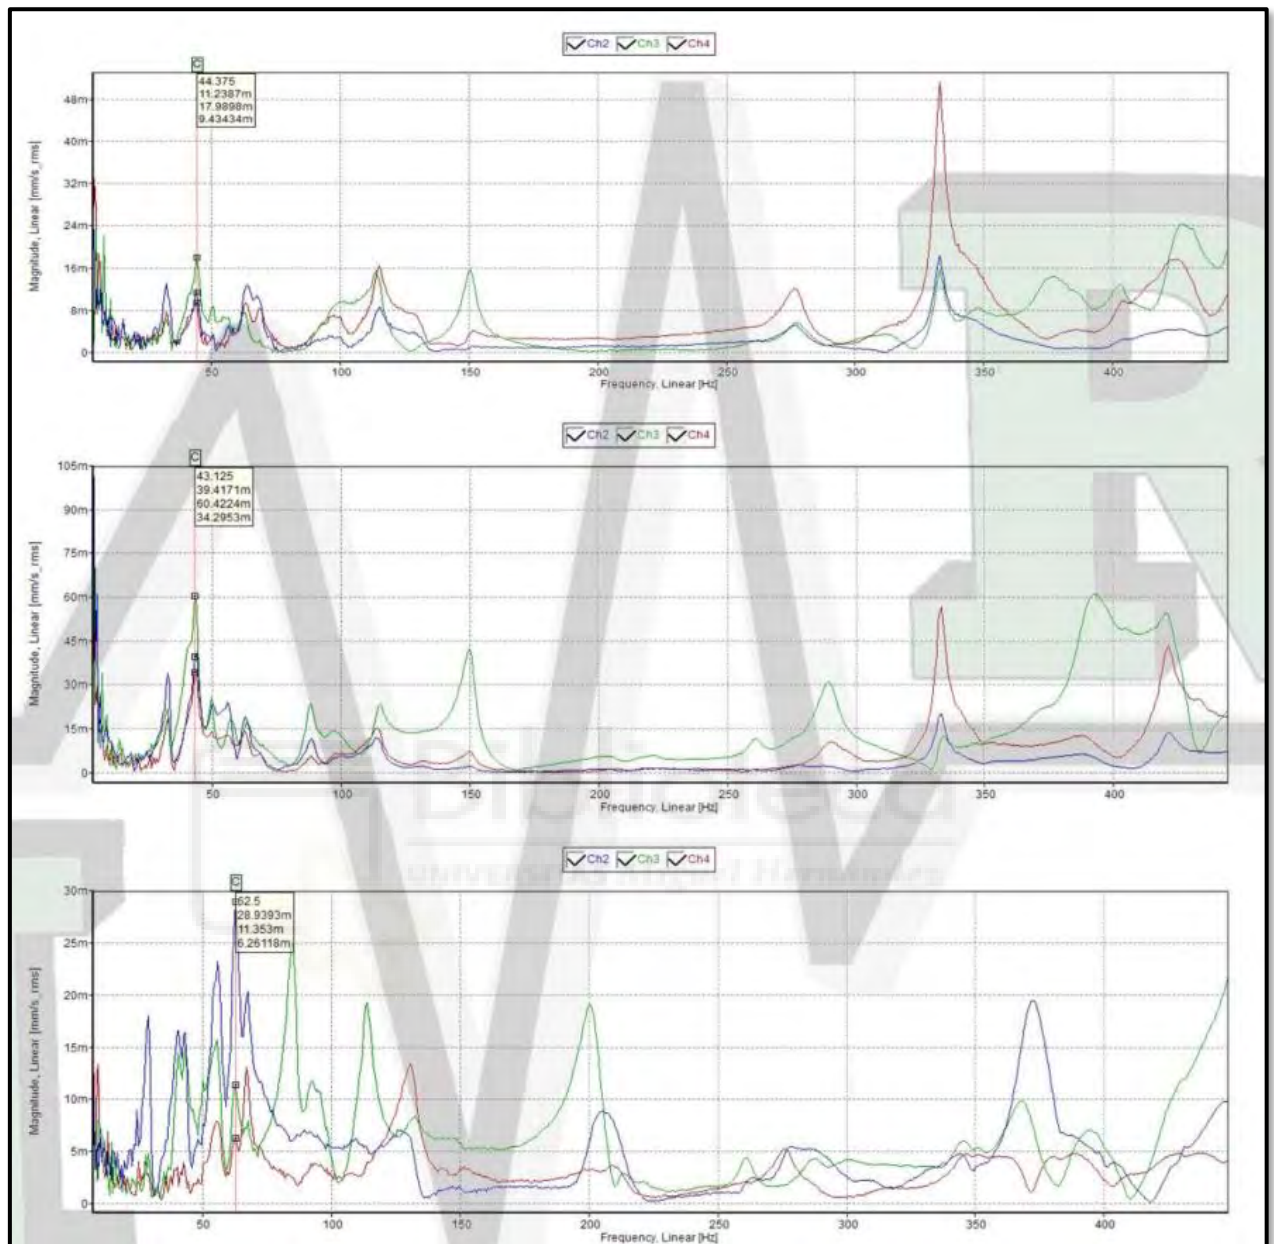 Ch2 Ch3 Ch4
C
44.375
11.2387m
17.9898m
9.43434m
48m
40m
32m
24m
16m
8m
0
Magnitude, Linear [mm/s_rms]
50 100 150 200 250 300 350 400
Frequency, Linear [Hz]
Ch2 Ch3 Ch4
C
43.125
39.4171m
60.4224m
34.2953m
105m
90m
75m
60m
45m
30m
15m
0
Magnitude, Linear [mm/s_rms]
50 100 150 200 250 300 350 400
Frequency, Linear [Hz]
Biblioteca
UNIVERSITAS Miguel Hernández
Ch2 Ch3 Ch4
C
62.5
28.9393m
11.353m
6.26118m
30m
25m
20m
15m
10m
5m
0
Magnitude, Linear [mm/s_rms]
50 100 150 200 250 300 350 400
Frequency, Linear [Hz]